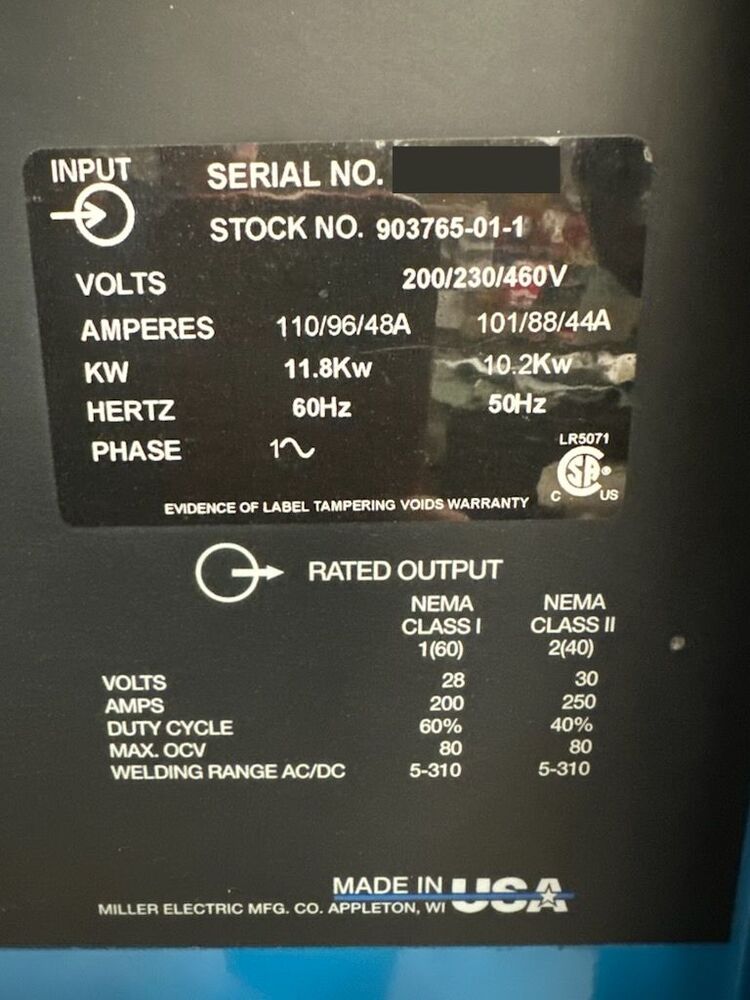 INPUT
SERIAL NO.
STOCK NO. 903765-01-1
VOLTS 200/230/460V
AMPERES 110/96/48A 101/88/44A
KW 11.8Kw 10.2Kw
HERTZ 60Hz 50Hz
PHASE 1
LR5071
CSA®
C US
EVIDENCE OF LABEL TAMPERING VOIDS WARRANTY
RATED OUTPUT
NEMA NEMA
CLASS I CLASS II
1(60) 2(40)
VOLTS 28 30
AMPS 200 250
DUTY CYCLE 60% 40%
MAX. OCV 80 80
WELDING RANGE AC/DC 5-310 5-310
MADE IN USA
MILLER ELECTRIC MFG. CO. APPLETON, WI